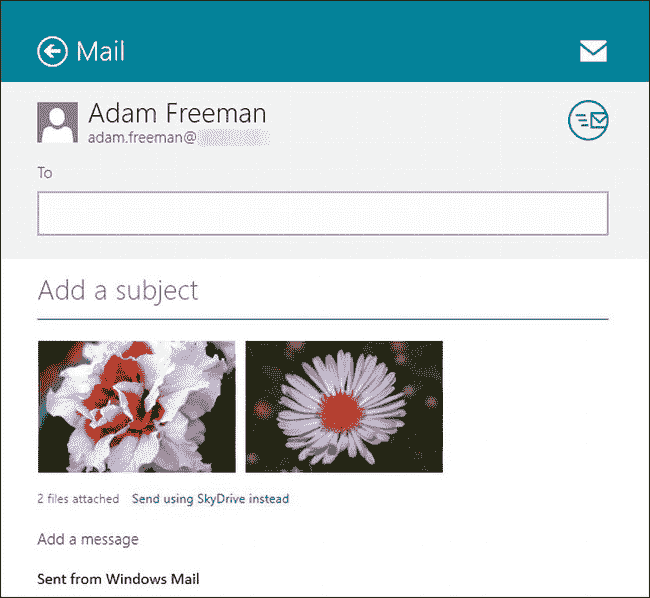 Mail
Adam Freeman
adam.freeman@
To
Add a subject
2 files attached Send using SkyDrive instead
Add a message
Sent from Windows Mail